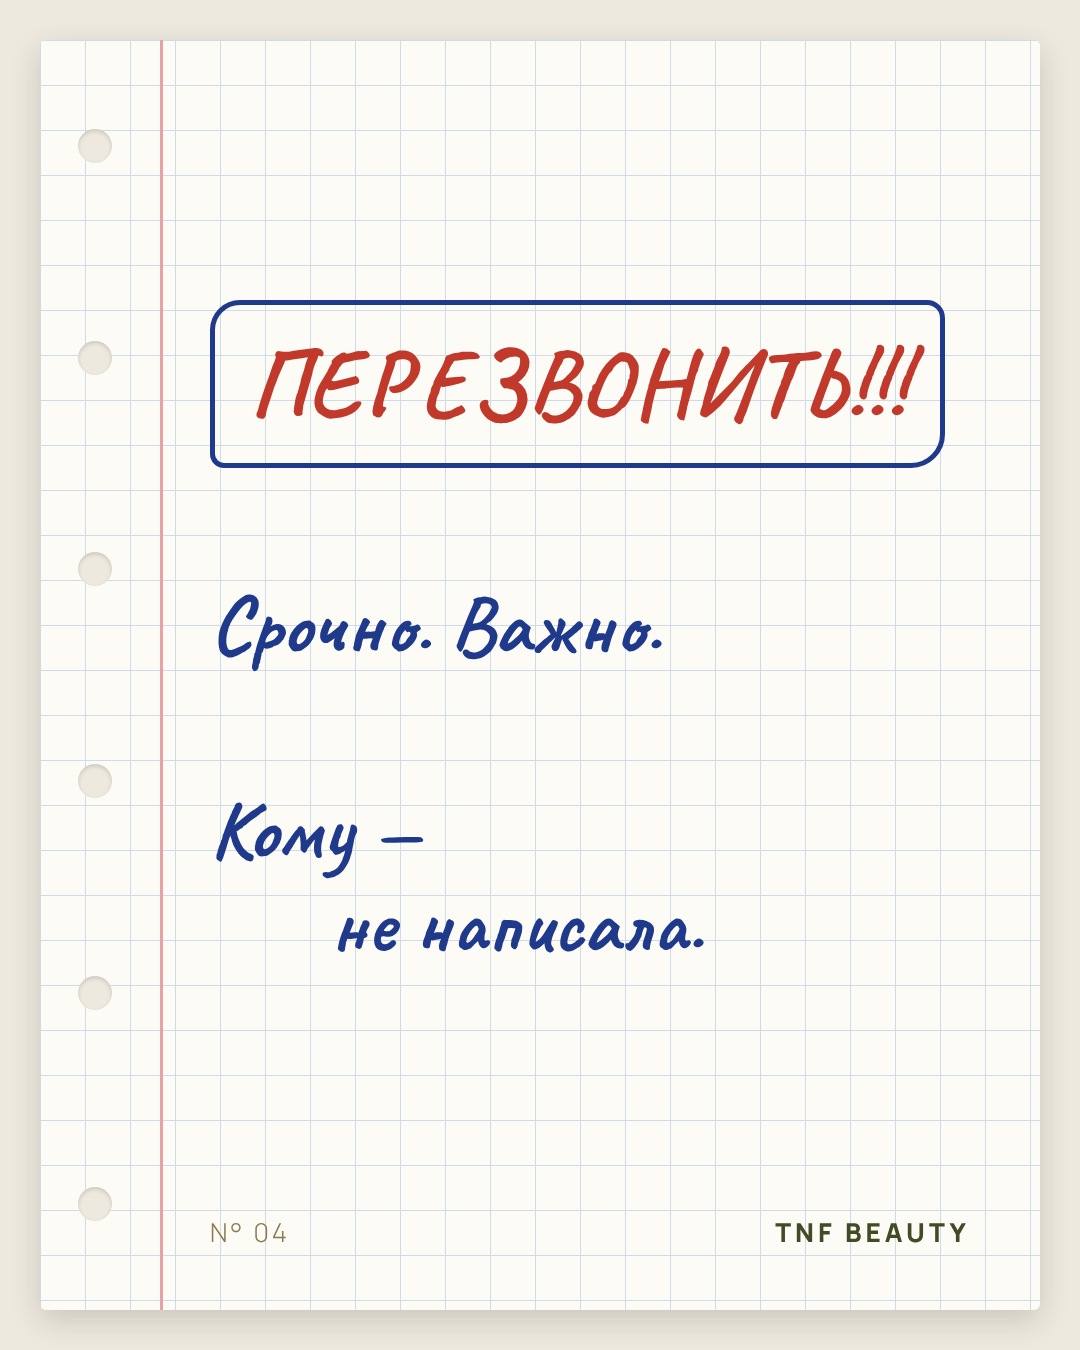 ПЕРЕЗВОНИТЬ!!!
Срочно. Важно.
Кому —
не написала.
N° 04
TNF BEAUTY